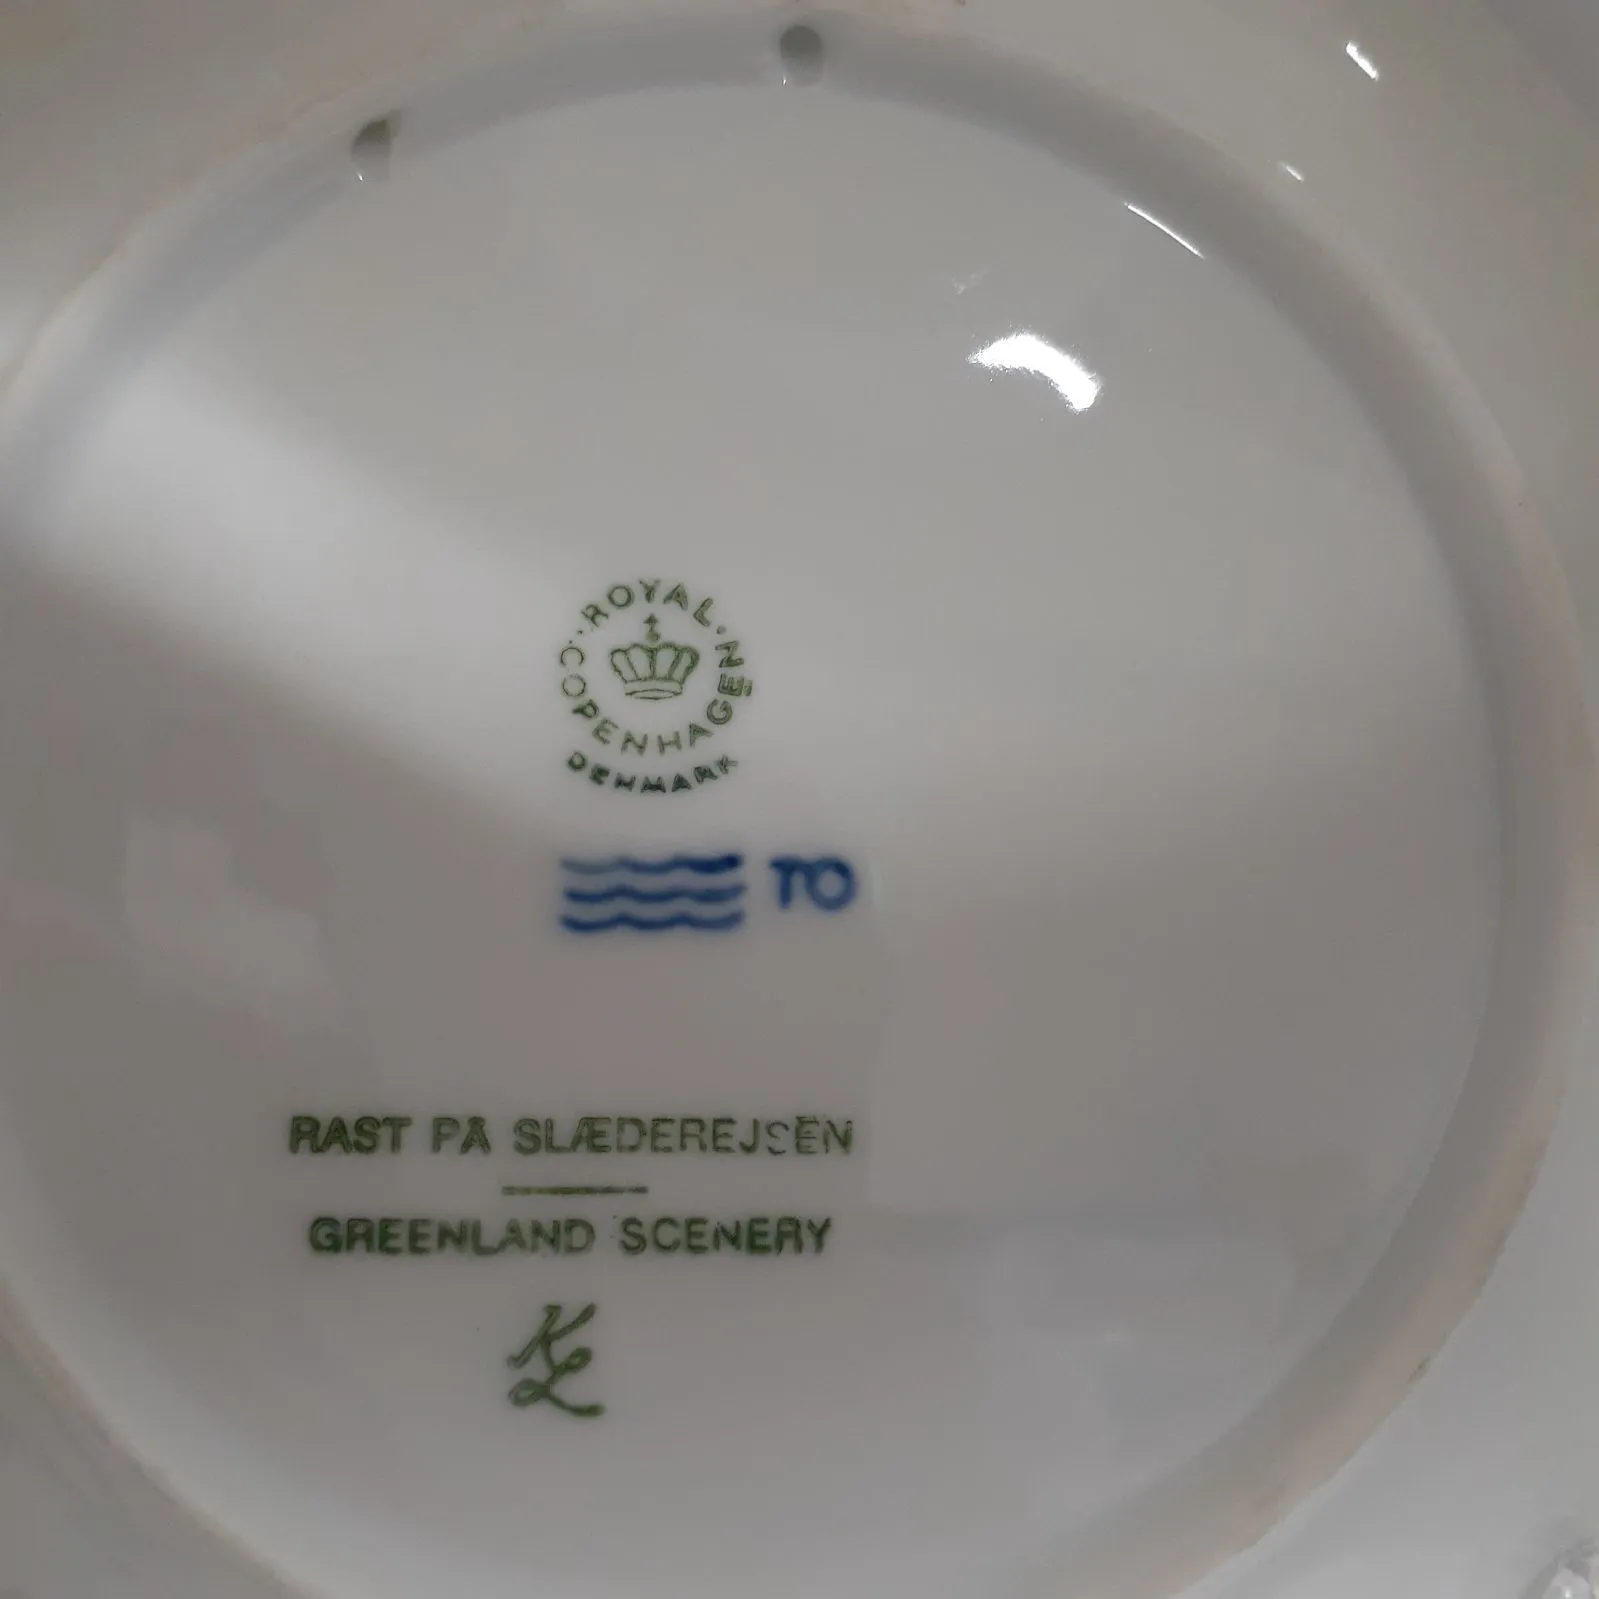 ROYAL COPENHAGEN
DENMARK
TO
RAST PÅ SLÆDEREJSEN
GREENLAND SCENERY
KL